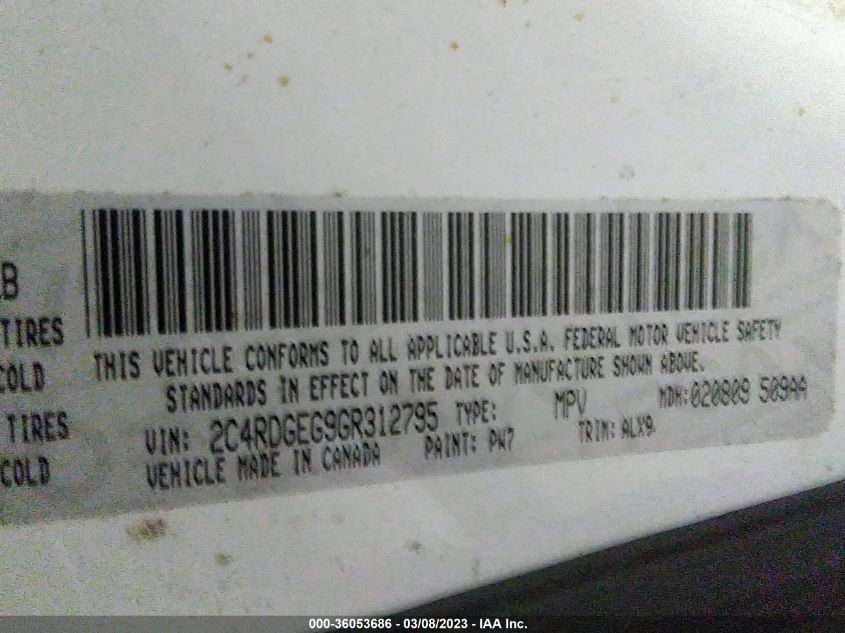 B
TIRES
COLD
TIRES
COLD
THIS VEHICLE CONFORMS TO ALL APPLICABLE U.S.A. FEDERAL MOTOR VEHICLE SAFETY
STANDARDS IN EFFECT ON THE DATE OF MANUFACTURE SHOWN ABOVE.
VIN: 2C4RDGEG9GR312795 TYPE: MPV MDH:020809 509AA
VEHICLE MADE IN CANADA PAINT: PW7 TRIM: ALX9
000-36053686 - 03/08/2023 - IAA Inc.